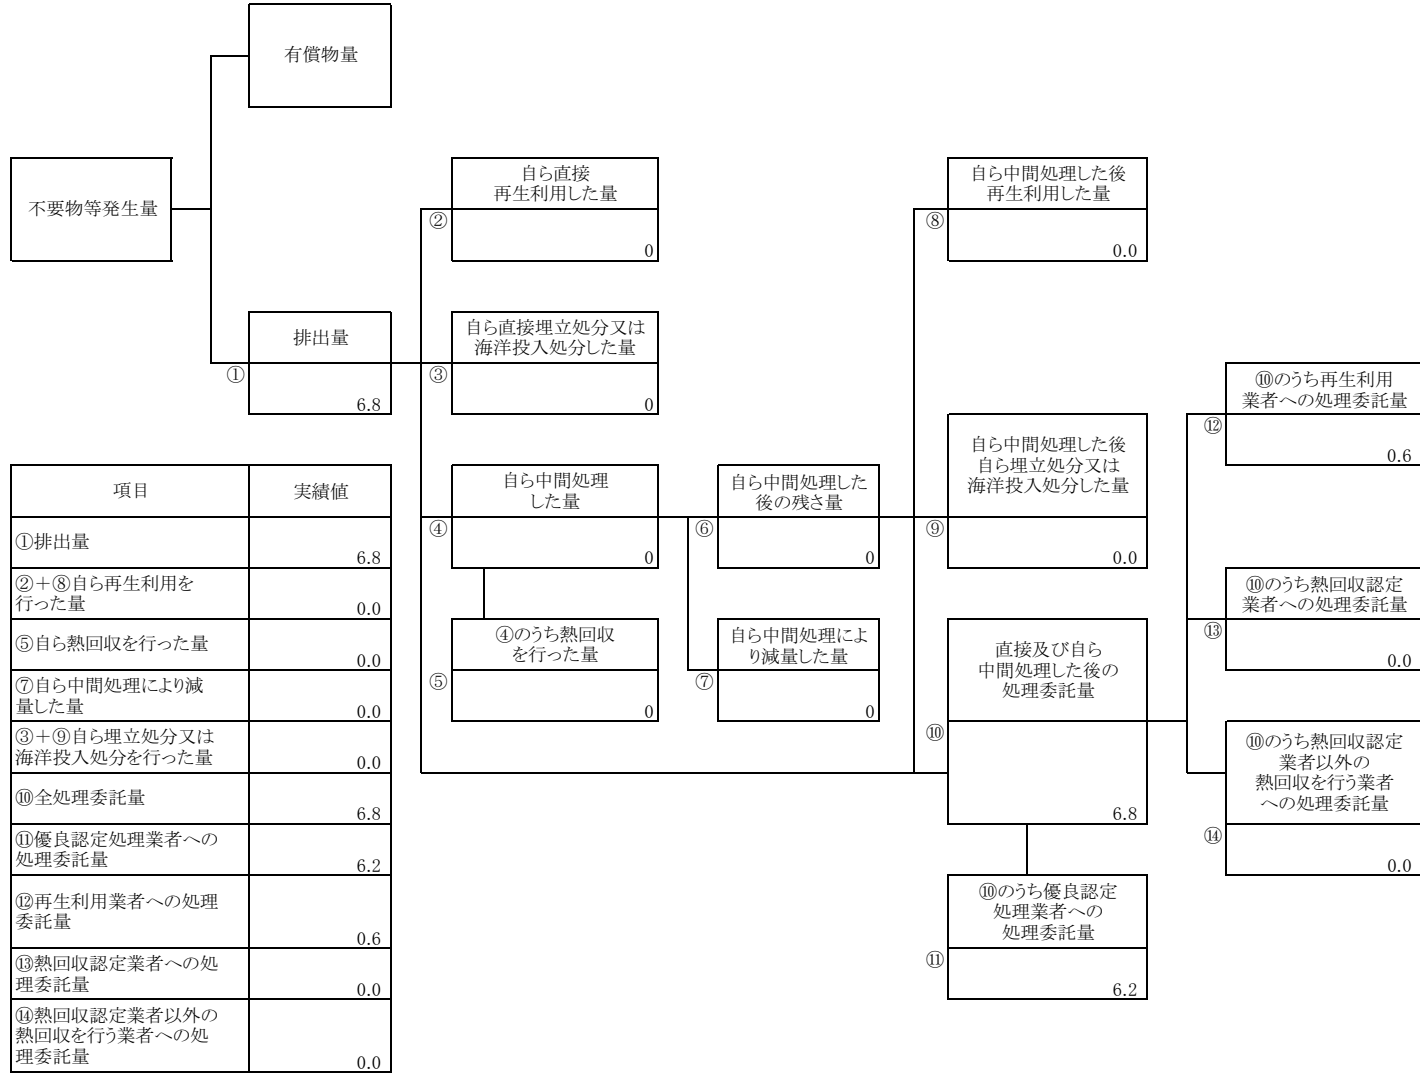 有償物量
不要物等発生量
自ら直接
再生利用した量
②
0
自ら中間処理した後
再生利用した量
⑧
0.0
排出量
①
6.8
自ら直接埋立処分又は
海洋投入処分した量
③
0
⑩のうち再生利用
業者への処理委託量
⑫
0.6
自ら中間処理
した量
④
0
自ら中間処理した
後の残さ量
⑥
0
自ら中間処理した後
自ら埋立処分又は
海洋投入処分した量
⑨
0.0
⑩のうち熱回収認定
業者への処理委託量
⑬
0.0
④のうち熱回収
を行った量
⑤
0
自ら中間処理によ
り減量した量
⑦
0
直接及び自ら
中間処理した後の
処理委託量
⑩
6.8
⑩のうち熱回収認定
業者以外の
熱回収を行う業者
への処理委託量
⑭
0.0
⑩のうち優良認定
処理業者への
処理委託量
⑪
6.2
項目 実績値
①排出量
6.8
②+⑧自ら再生利用を
行った量
0.0
⑤自ら熱回収を行った量
0.0
⑦自ら中間処理により減
量した量
0.0
③+⑨自ら埋立処分又は
海洋投入処分を行った量
0.0
⑩全処理委託量
6.8
⑪優良認定処理業者への
処理委託量
6.2
⑫再生利用業者への処理
委託量
0.6
⑬熱回収認定業者への処
理委託量
0.0
⑭熱回収認定業者以外の
熱回収を行う業者への処
理委託量
0.0